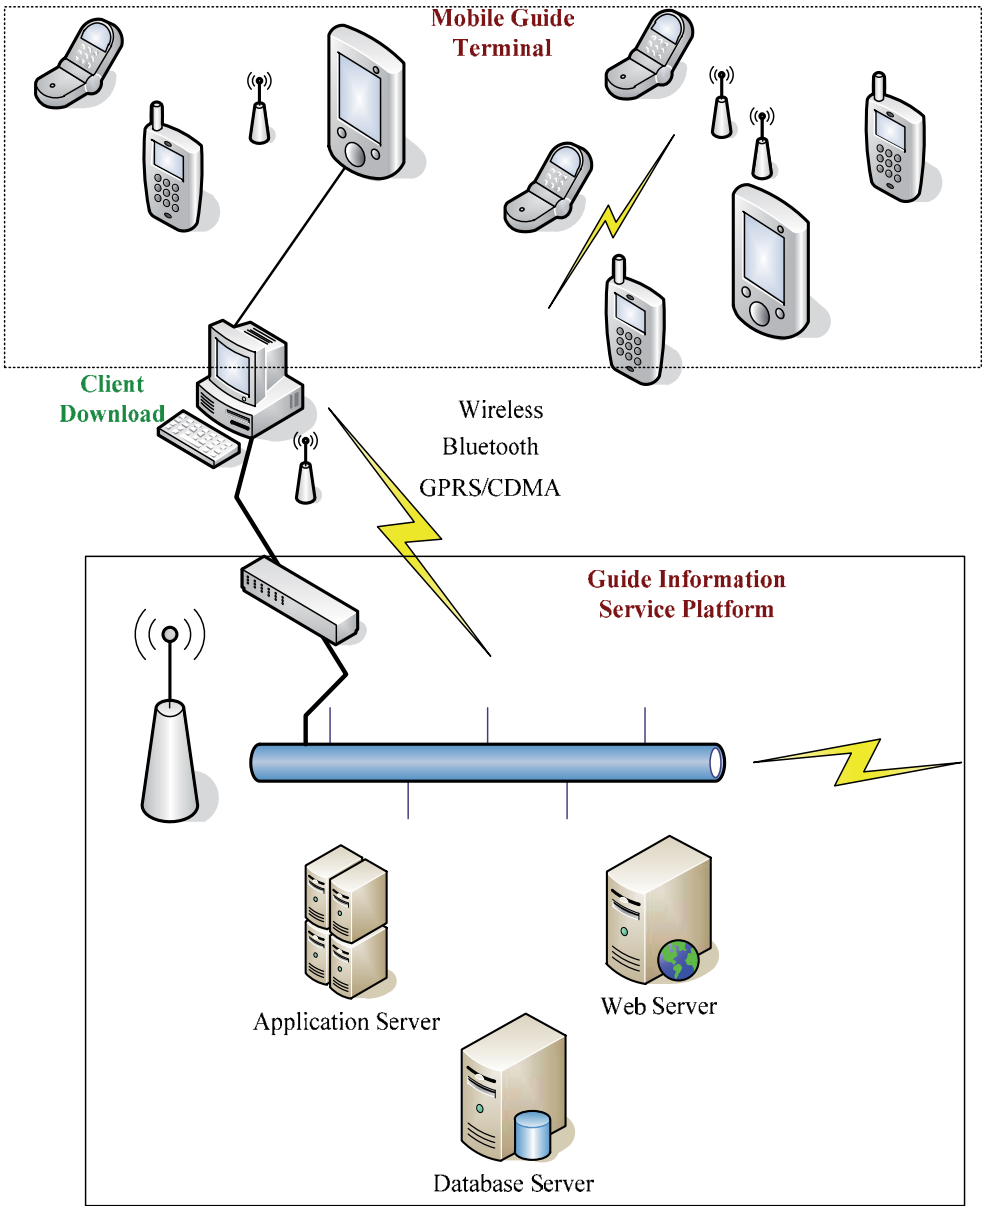 Mobile Guide
Terminal
Client
Download
Wireless
Bluetooth
GPRS/CDMA
Guide Information
Service Platform
Application Server
Web Server
Database Server